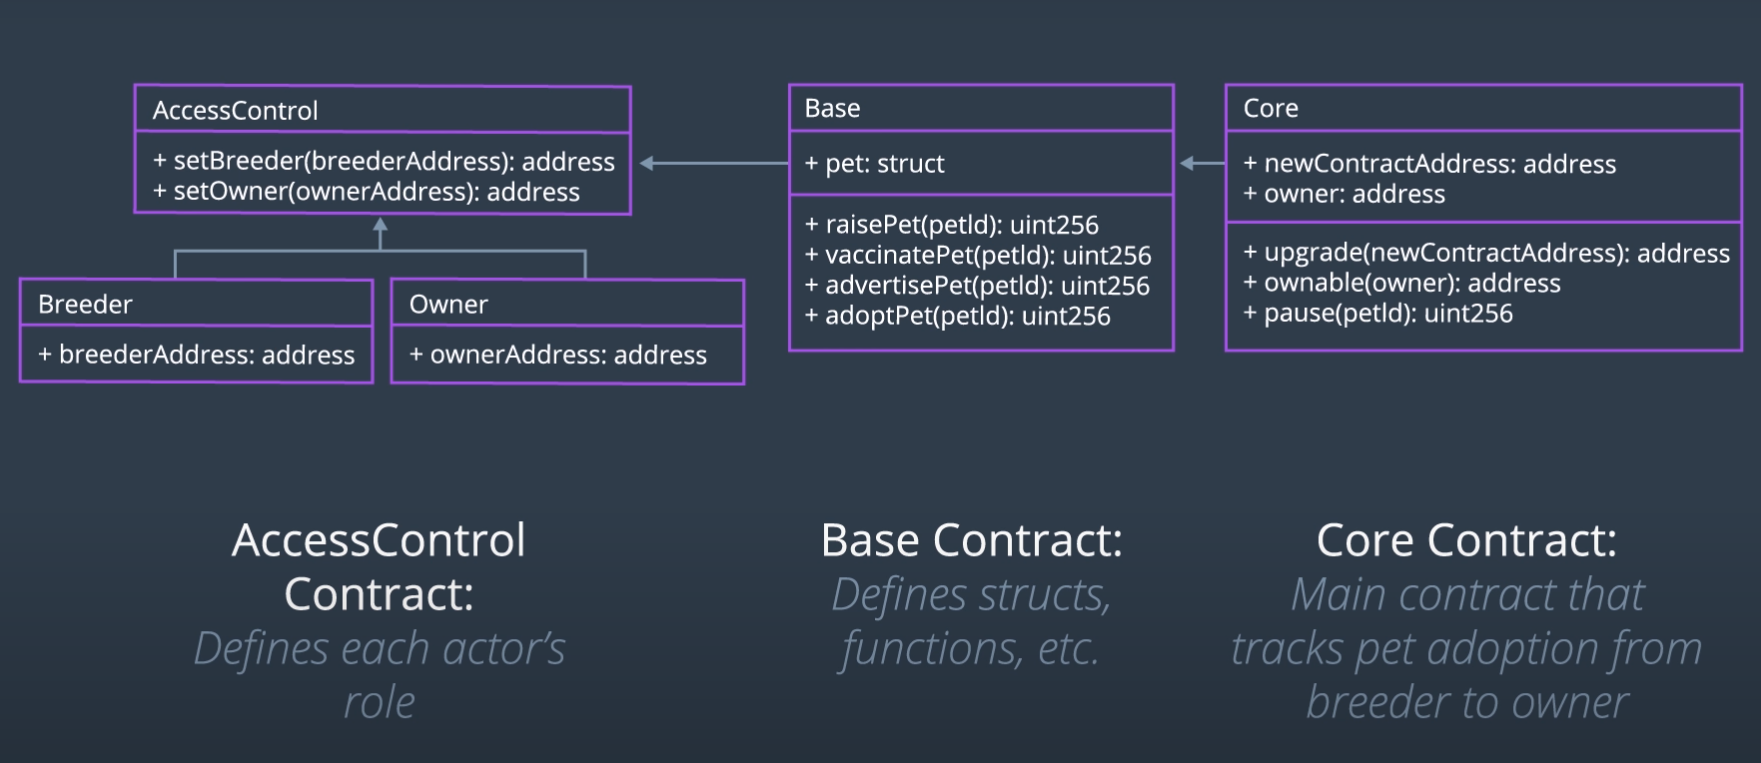 AccessControl
+ setBreeder(breederAddress): address
+ setOwner(ownerAddress): address
Breeder
+ breederAddress: address
Owner
+ ownerAddress: address
Base
+ pet: struct
+ raisePet(petId): uint256
+ vaccinatePet(petId): uint256
+ advertisePet(petId): uint256
+ adoptPet(petId): uint256
Core
+ newContractAddress: address
+ owner: address
+ upgrade(newContractAddress): address
+ ownable(owner): address
+ pause(petId): uint256
AccessControl
Contract:
Defines each actor’s
role
Base Contract:
Defines structs,
functions, etc.
Core Contract:
Main contract that
tracks pet adoption from
breeder to owner